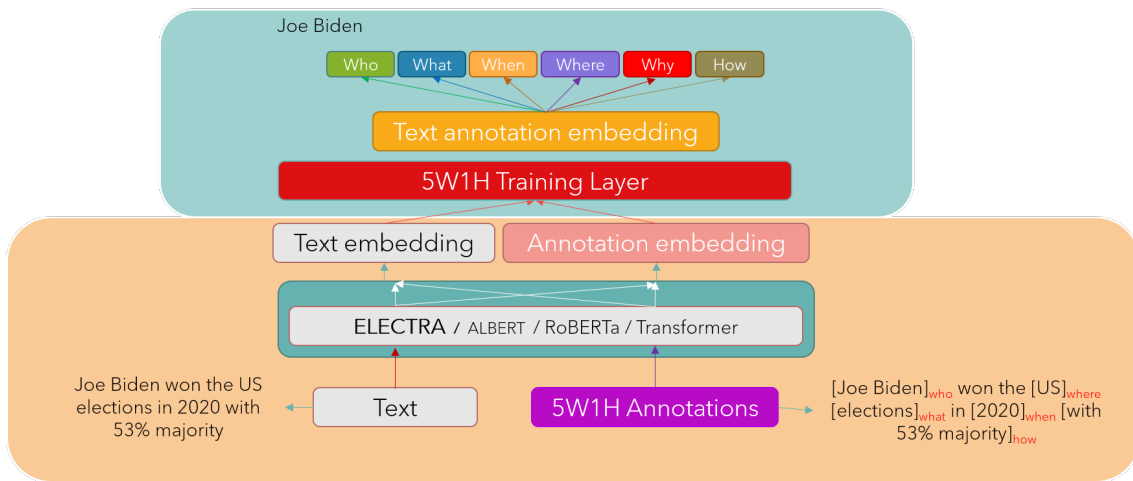 Joe Biden
Who What When Where Why How
Text annotation embedding
5W1H Training Layer
Text embedding Annotation embedding
ELECTRA / ALBERT / RoBERTa / Transformer
Joe Biden won the US
elections in 2020 with
53% majority
Text
5W1H Annotations
[Joe Biden]who won the [US]where
[elections]what in [2020]when [with
53% majority]how